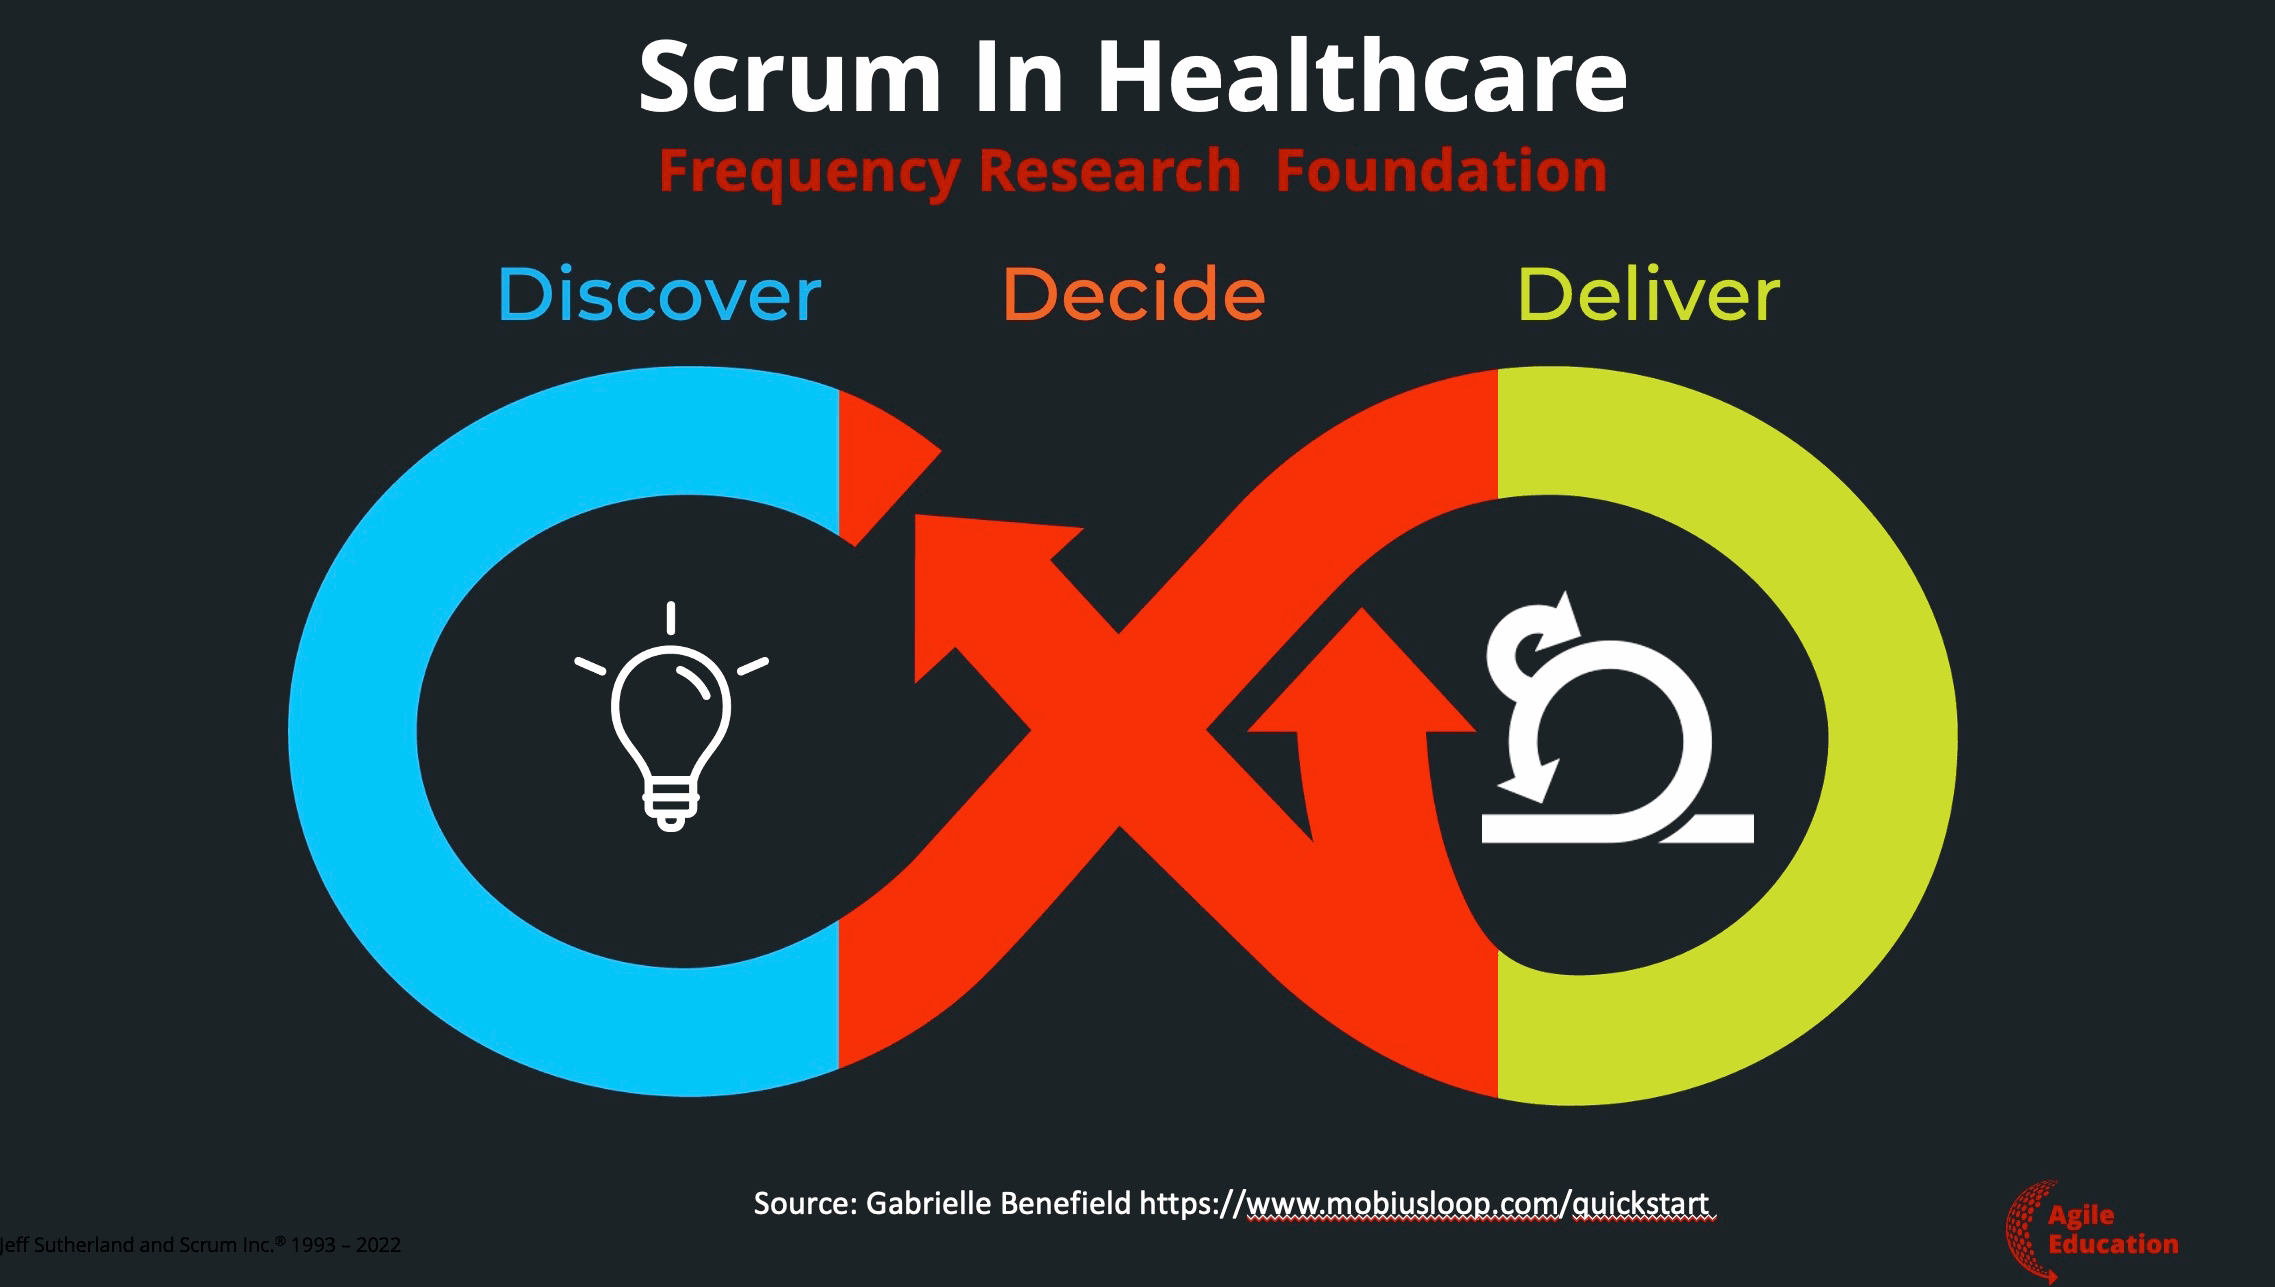 Scrum In Healthcare
Frequency Research Foundation
Discover
Decide
Deliver
Source: Gabrielle Benefield https://www.mobiusloop.com/quickstart
Jeff Sutherland and Scrum Inc.® 1993 – 2022
Agile
Education